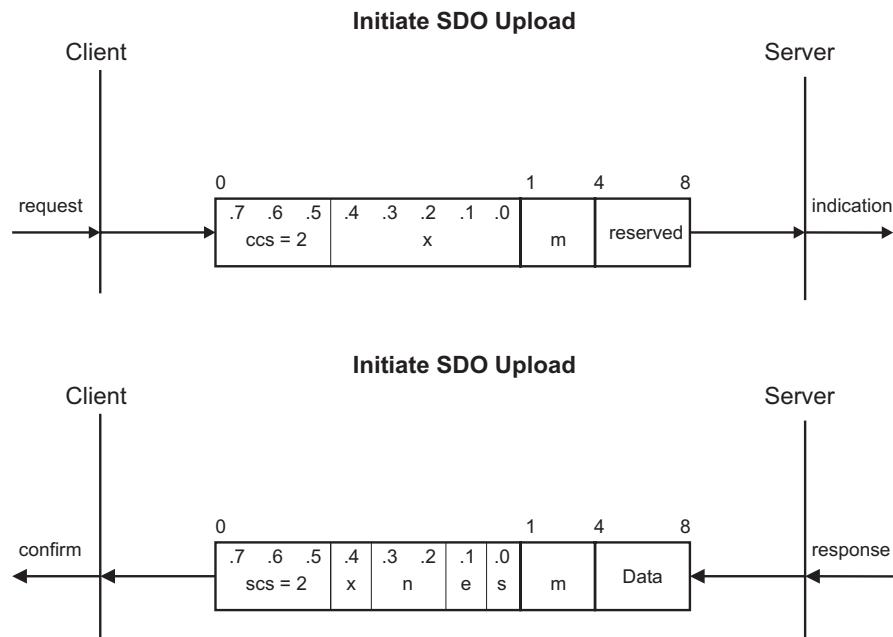 Initiate SDO Upload
Client Server
0 1 4 8
request .7 .6 .5 .4 .3 .2 .1 .0 indication
ccs = 2 x m reserved
Initiate SDO Upload
Client Server
0 1 4 8
confirm .7 .6 .5 .4 .3 .2 .1 .0 response
scs = 2 x n e s m Data